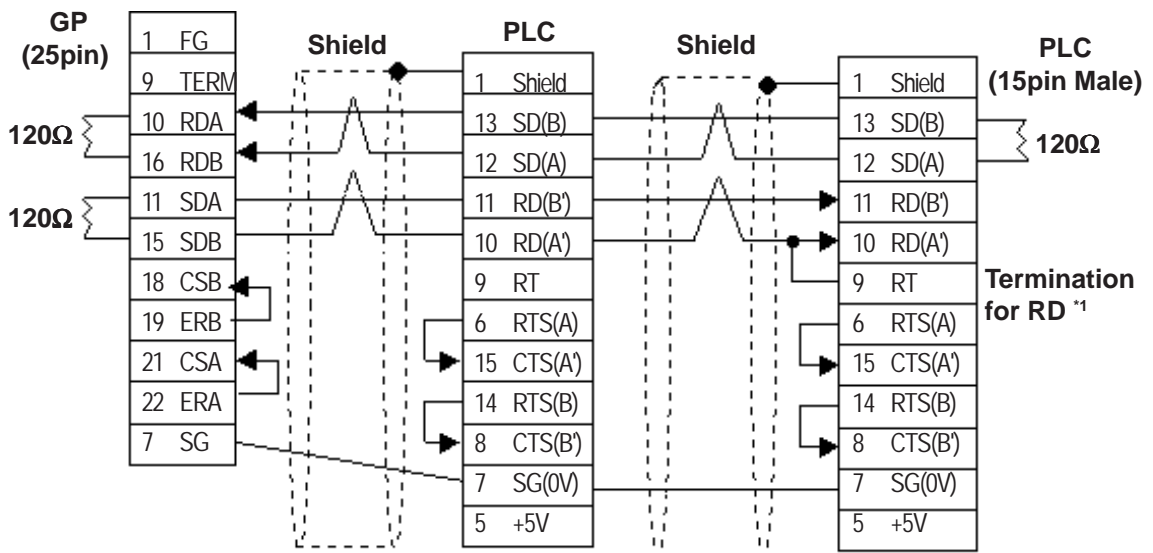 GP
(25pin)
1 FG
9 TERM
10 RDA
16 RDB
11 SDA
15 SDB
18 CSB
19 ERB
21 CSA
22 ERA
7 SG
120Ω
120Ω
Shield
PLC
1 Shield
13 SD(B)
12 SD(A)
11 RD(B')
10 RD(A')
9 RT
6 RTS(A)
15 CTS(A')
14 RTS(B)
8 CTS(B')
7 SG(0V)
5 +5V
Shield
PLC
(15pin Male)
1 Shield
13 SD(B)
12 SD(A)
11 RD(B')
10 RD(A')
9 RT
6 RTS(A)
15 CTS(A')
14 RTS(B)
8 CTS(B')
7 SG(0V)
5 +5V
120Ω
Termination
for RD *1